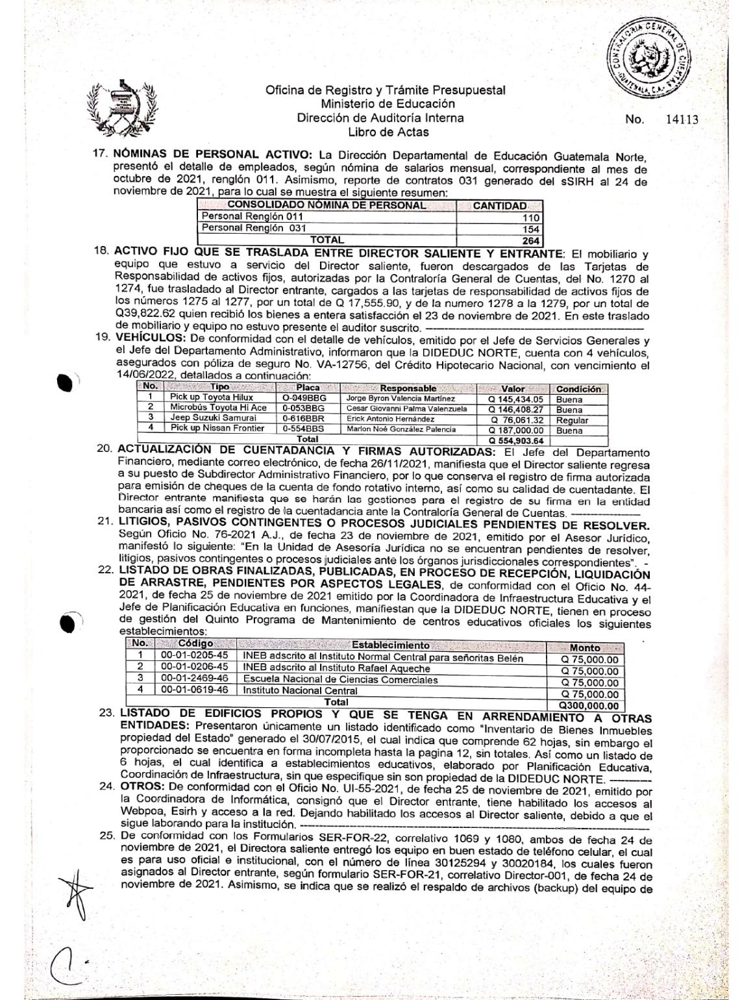 CONTRALORÍA GENERAL DE CUENTAS
GUATEMALA, C.A.
Oficina de Registro y Trámite Presupuestal
Ministerio de Educación
Dirección de Auditoría Interna
Libro de Actas
No. 14113
17. NÓMINAS DE PERSONAL ACTIVO: La Dirección Departamental de Educación Guatemala Norte,
presentó el detalle de empleados, según nómina de salarios mensual, correspondiente al mes de
octubre de 2021, renglón 011. Asimismo, reporte de contratos 031 generado del sSIRH al 24 de
noviembre de 2021, para lo cual se muestra el siguiente resumen:
CONSOLIDADO NÓMINA DE PERSONAL CANTIDAD
Personal Renglón 011 110
Personal Renglón 031 154
TOTAL 264
18. ACTIVO FIJO QUE SE TRASLADA ENTRE DIRECTOR SALIENTE Y ENTRANTE: El mobiliario y
equipo que estuvo a servicio del Director saliente, fueron descargados de las Tarjetas de
Responsabilidad de activos fijos, autorizadas por la Contraloría General de Cuentas, del No. 1270 al
1274, fue trasladado al Director entrante, cargados a las tarjetas de responsabilidad de activos fijos de
los números 1275 al 1277, por un total de Q 17,555.90, y de la numero 1278 a la 1279, por un total de
Q39,822.62 quien recibió los bienes a entera satisfacción el 23 de noviembre de 2021. En este traslado
de mobiliario y equipo no estuvo presente el auditor suscrito. ----------
19. VEHÍCULOS: De conformidad con el detalle de vehículos, emitido por el Jefe de Servicios Generales y
el Jefe del Departamento Administrativo, informaron que la DIDEDUC NORTE, cuenta con 4 vehículos,
asegurados con póliza de seguro No. VA-12756, del Crédito Hipotecario Nacional, con vencimiento el
14/06/2022, detallados a continuación:
No. Tipo Placa Responsable Valor Condición
1 Pick up Toyota Hilux O-049BBG Jorge Byron Valencia Martínez Q 145,434.05 Buena
2 Microbús Toyota Hi Ace 0-053BBG Cesar Giovanni Palma Valenzuela Q 146,408.27 Buena
3 Jeep Suzuki Samurai 0-616BBR Erick Antonio Hernández Q 76,061.32 Regular
4 Pick up Nissan Frontier 0-554BBS Marlon Noé González Palencia Q 187,000.00 Buena
Total Q 554,903.64
20. ACTUALIZACIÓN DE CUENTADANCIA Y FIRMAS AUTORIZADAS: El Jefe del Departamento
Financiero, mediante correo electrónico, de fecha 26/11/2021, manifiesta que el Director saliente regresa
a su puesto de Subdirector Administrativo Financiero, por lo que conserva el registro de firma autorizada
para emisión de cheques de la cuenta de fondo rotativo interno, así como su calidad de cuentadante. El
Director entrante manifiesta que se harán las gestiones para el registro de su firma en la entidad
bancaria así como el registro de la cuentadancia ante la Contraloría General de Cuentas. ----------
21. LITIGIOS, PASIVOS CONTINGENTES O PROCESOS JUDICIALES PENDIENTES DE RESOLVER.
Según Oficio No. 76-2021 A.J., de fecha 23 de noviembre de 2021, emitido por el Asesor Jurídico,
manifestó lo siguiente: "En la Unidad de Asesoría Jurídica no se encuentran pendientes de resolver,
litigios, pasivos contingentes o procesos judiciales ante los órganos jurisdiccionales correspondientes". -
22. LISTADO DE OBRAS FINALIZADAS, PUBLICADAS, EN PROCESO DE RECEPCIÓN, LIQUIDACIÓN
DE ARRASTRE, PENDIENTES POR ASPECTOS LEGALES, de conformidad con el Oficio No. 44-
2021, de fecha 25 de noviembre de 2021 emitido por la Coordinadora de Infraestructura Educativa y el
Jefe de Planificación Educativa en funciones, manifiestan que la DIDEDUC NORTE, tienen en proceso
de gestión del Quinto Programa de Mantenimiento de centros educativos oficiales los siguientes
establecimientos:
No. Código Establecimiento Monto
1 00-01-0205-45 INEB adscrito al Instituto Normal Central para señoritas Belén Q 75,000.00
2 00-01-0206-45 INEB adscrito al Instituto Rafael Aqueche Q 75,000.00
3 00-01-2469-46 Escuela Nacional de Ciencias Comerciales Q 75,000.00
4 00-01-0619-46 Instituto Nacional Central Q 75,000.00
Total Q300,000.00
23. LISTADO DE EDIFICIOS PROPIOS Y QUE SE TENGA EN ARRENDAMIENTO A OTRAS
ENTIDADES: Presentaron únicamente un listado identificado como "Inventario de Bienes Inmuebles
propiedad del Estado" generado el 30/07/2015, el cual indica que comprende 62 hojas, sin embargo el
proporcionado se encuentra en forma incompleta hasta la pagina 12, sin totales. Así como un listado de
6 hojas, el cual identifica a establecimientos educativos, elaborado por Planificación Educativa,
Coordinación de Infraestructura, sin que especifique sin son propiedad de la DIDEDUC NORTE. ----------
24. OTROS: De conformidad con el Oficio No. UI-55-2021, de fecha 25 de noviembre de 2021, emitido por
la Coordinadora de Informática, consignó que el Director entrante, tiene habilitado los accesos al
Webpoa, Esirh y acceso a la red. Dejando habilitado los accesos al Director saliente, debido a que el
sigue laborando para la institución. ----------
25. De conformidad con los Formularios SER-FOR-22, correlativo 1069 y 1080, ambos de fecha 24 de
noviembre de 2021, el Directora saliente entregó los equipo en buen estado de teléfono celular, el cual
es para uso oficial e institucional, con el número de línea 30125294 y 30020184, los cuales fueron
asignados al Director entrante, según formulario SER-FOR-21, correlativo Director-001, de fecha 24 de
noviembre de 2021. Asimismo, se indica que se realizó el respaldo de archivos (backup) del equipo de